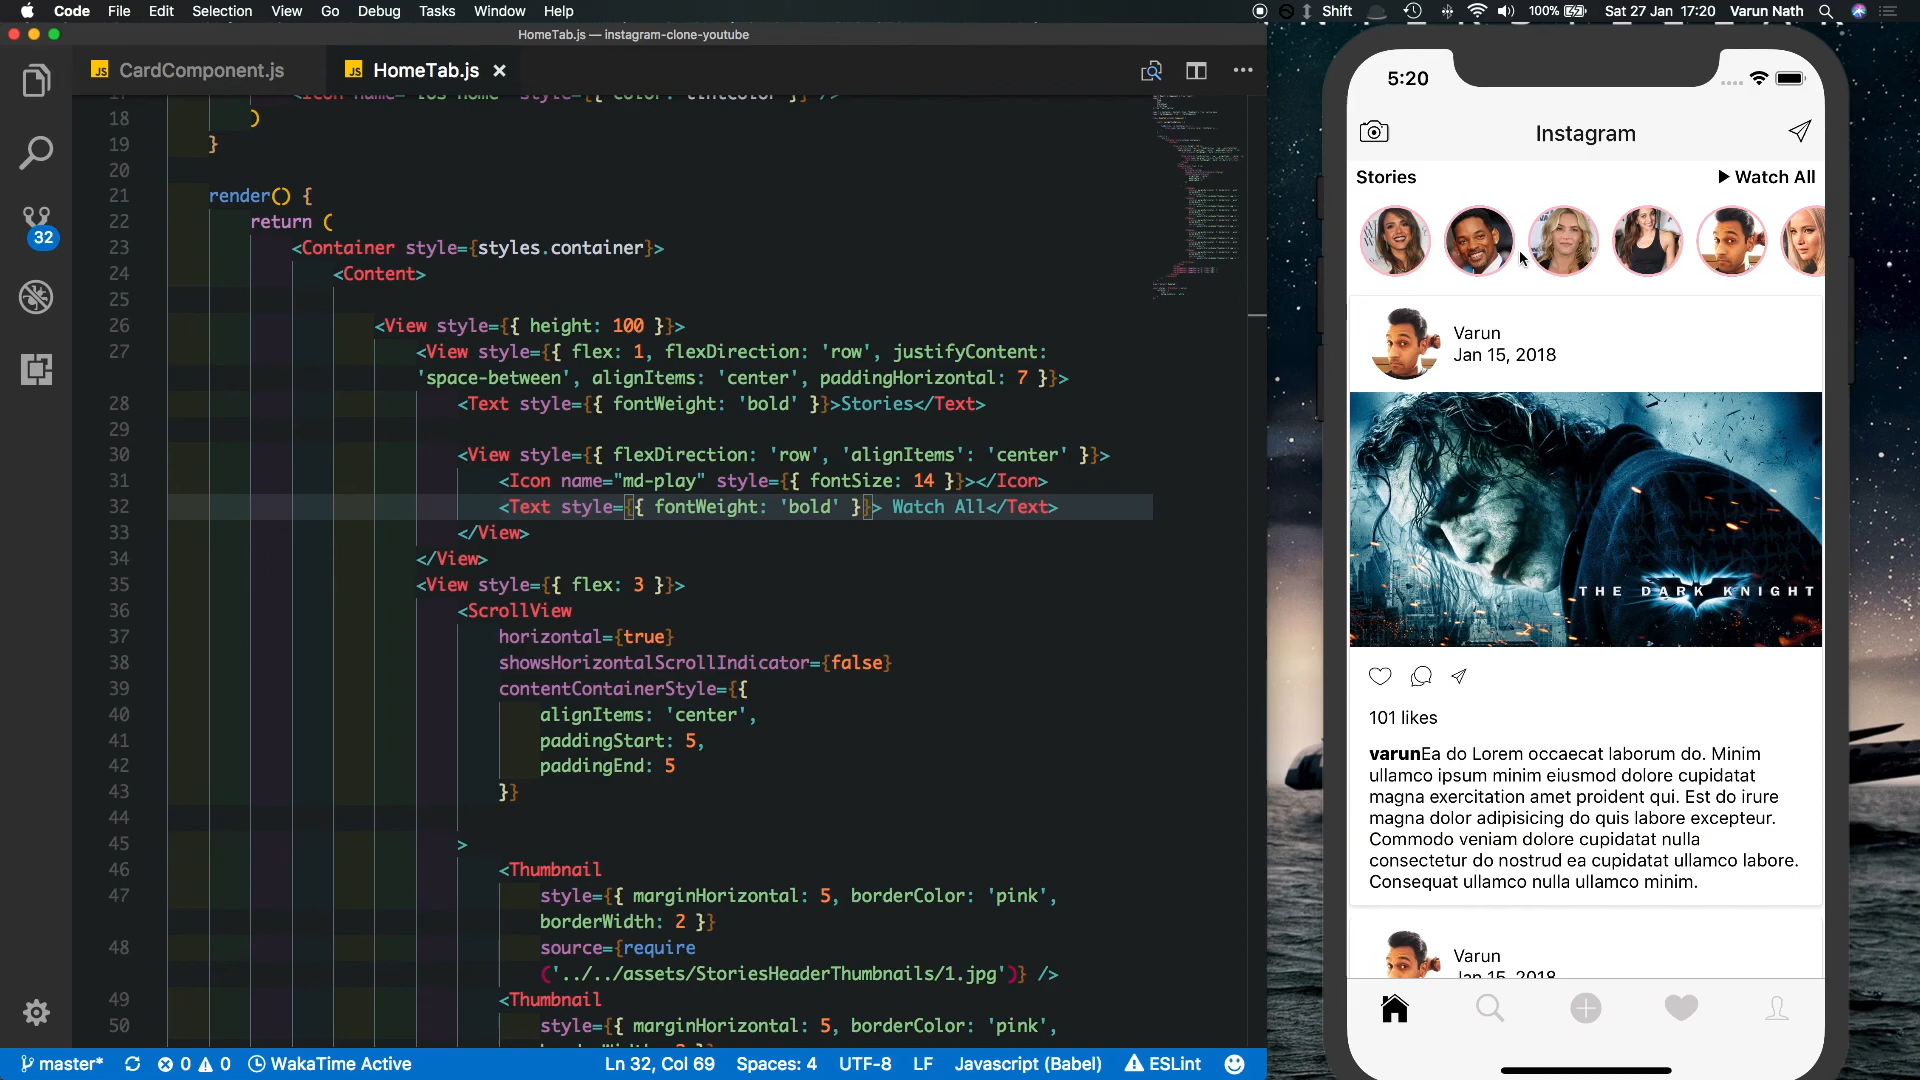 Code File Edit Selection View Go Debug Tasks Window Help
Shift 100% Sat 27 Jan 17:20 Varun Nath
HomeTab.js — instagram-clone-youtube
JS CardComponent.js JS HomeTab.js ×
32
18 )
19 }
20
21 render() {
22 return (
23 <Container style={styles.container}>
24 <Content>
25
26 <View style={{ height: 100 }}>
27 <View style={{ flex: 1, flexDirection: 'row', justifyContent:
'space-between', alignItems: 'center', paddingHorizontal: 7 }}>
28 <Text style={{ fontWeight: 'bold' }}>Stories</Text>
29
30 <View style={{ flexDirection: 'row', 'alignItems': 'center' }}>
31 <Icon name="md-play" style={{ fontSize: 14 }}></Icon>
32 <Text style={{ fontWeight: 'bold' }}> Watch All</Text>
33 </View>
34 </View>
35 <View style={{ flex: 3 }}>
36 <ScrollView
37 horizontal={true}
38 showsHorizontalScrollIndicator={false}
39 contentContainerStyle={{
40 alignItems: 'center',
41 paddingStart: 5,
42 paddingEnd: 5
43 }}
44
45 >
46 <Thumbnail
47 style={{ marginHorizontal: 5, borderColor: 'pink',
borderWidth: 2 }}
48 source={require
('../../assets/StoriesHeaderThumbnails/1.jpg')} />
49 <Thumbnail
50 style={{ marginHorizontal: 5, borderColor: 'pink',
master* 0 0 WakaTime Active Ln 32, Col 69 Spaces: 4 UTF-8 LF Javascript (Babel) ESLint
5:20
Instagram
Stories Watch All
Varun
Jan 15, 2018
THE DARK KNIGHT
101 likes
varunEa do Lorem occaecat laborum do. Minim
ullamco ipsum minim eiusmod dolore cupidatat
magna exercitation amet proident qui. Est do irure
magna dolor adipisicing do quis labore excepteur.
Commodo veniam dolore cupidatat nulla
consectetur do nostrud ea cupidatat ullamco labore.
Consequat ullamco nulla ullamco minim.
Varun
Jan 15, 2018